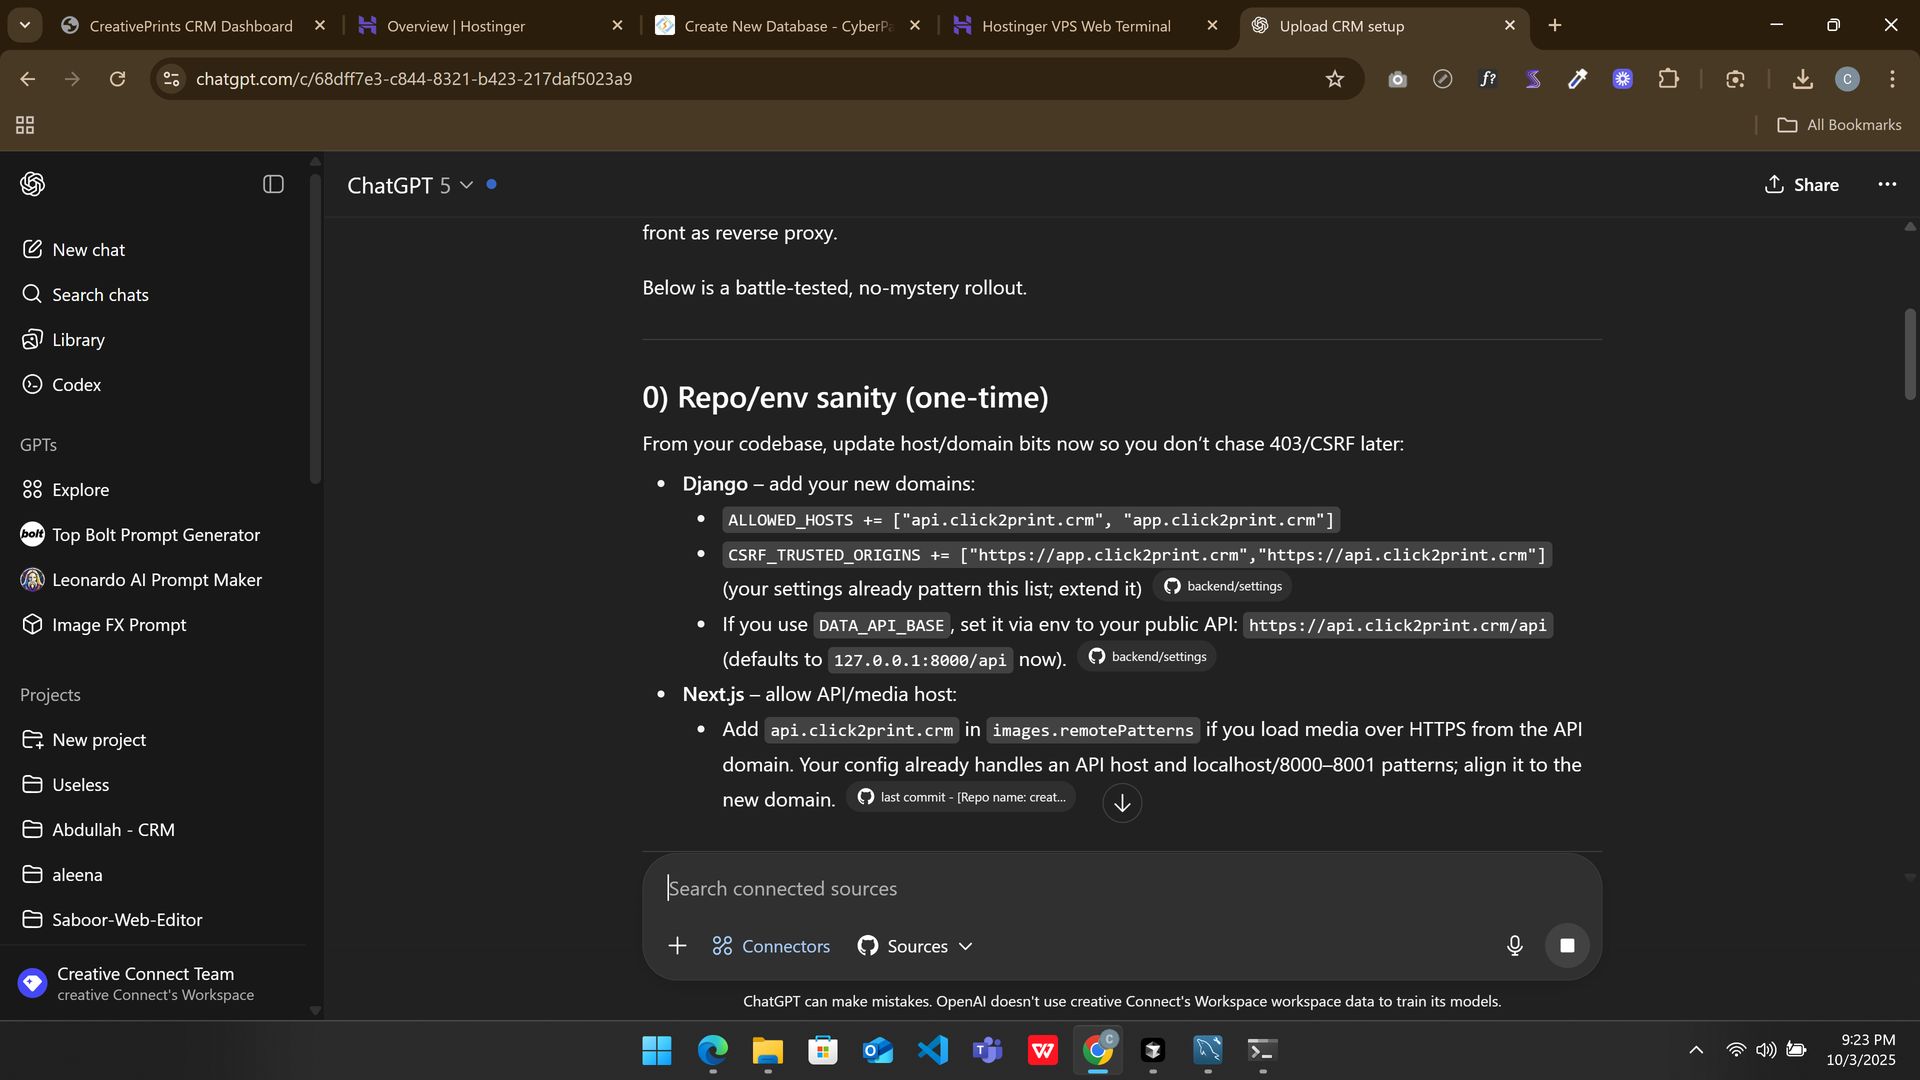 CreativePrints CRM Dashboard
Overview | Hostinger
Create New Database - CyberPa
Hostinger VPS Web Terminal
Upload CRM setup
chatgpt.com/c/68dff7e3-c844-8321-b423-217daf5023a9
f?
C
All Bookmarks
ChatGPT 5
Share
New chat
Search chats
Library
Codex
GPTs
Explore
bolt
Top Bolt Prompt Generator
Leonardo AI Prompt Maker
Image FX Prompt
Projects
New project
Useless
Abdullah - CRM
aleena
Saboor-Web-Editor
Creative Connect Team
creative Connect's Workspace
front as reverse proxy.
Below is a battle-tested, no-mystery rollout.
0) Repo/env sanity (one-time)
From your codebase, update host/domain bits now so you don’t chase 403/CSRF later:
• Django – add your new domains:
• ALLOWED_HOSTS += ["api.click2print.crm", "app.click2print.crm"]
• CSRF_TRUSTED_ORIGINS += ["https://app.click2print.crm","https://api.click2print.crm"]
(your settings already pattern this list; extend it) backend/settings
• If you use DATA_API_BASE, set it via env to your public API: https://api.click2print.crm/api
(defaults to 127.0.0.1:8000/api now). backend/settings
• Next.js – allow API/media host:
• Add api.click2print.crm in images.remotePatterns if you load media over HTTPS from the API
domain. Your config already handles an API host and localhost/8000–8001 patterns; align it to the
new domain. last commit - [Repo name: creat...
Search connected sources
Connectors
Sources
ChatGPT can make mistakes. OpenAI doesn't use creative Connect's Workspace workspace data to train its models.
C
9:23 PM
10/3/2025